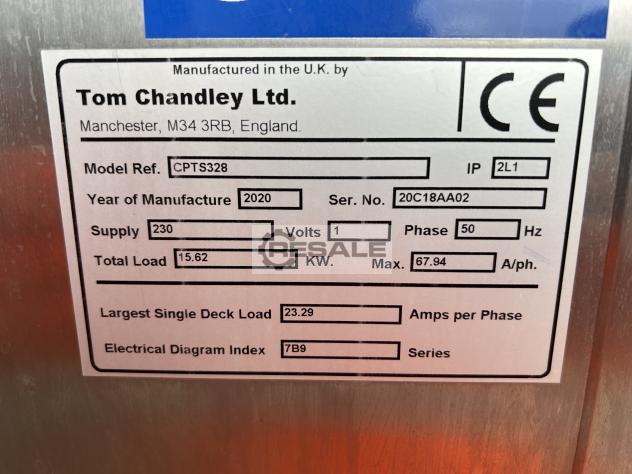 Manufactured in the U.K. by
Tom Chandley Ltd.
Manchester, M34 3RB, England.
CE
Model Ref. CPTS328 IP 2L1
Year of Manufacture 2020 Ser. No. 20C18AA02
Supply 230 Volts 1 Phase 50 Hz
RESALE
Total Load 15.62 KW. Max. 67.94 A/ph.
Largest Single Deck Load 23.29 Amps per Phase
Electrical Diagram Index 7B9 Series